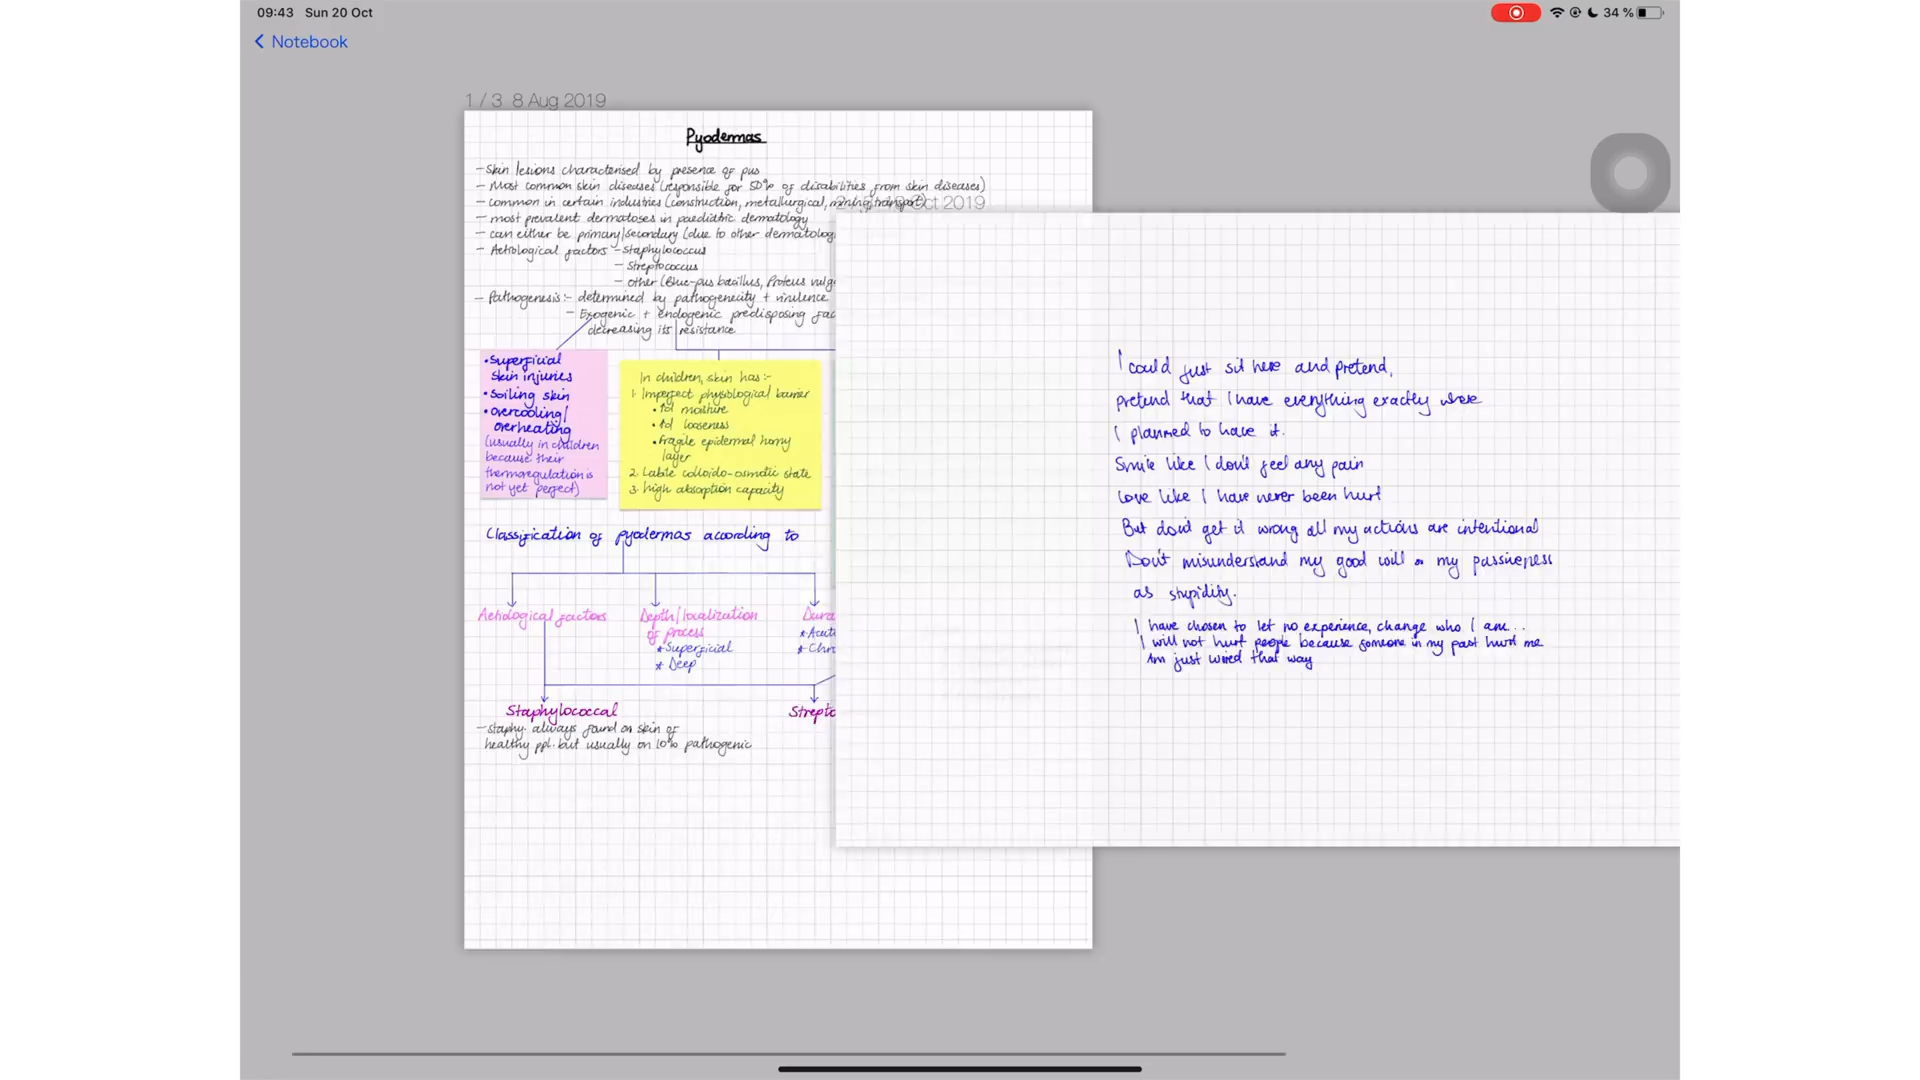 09:43 Sun 20 Oct
34 %
Notebook
1 / 3 8 Aug 2019
Pyodermas
- Skin lesions characterised by presence of pus
- Most common skin diseases (responsible for 50% of disabilities from skin diseases)
- common in certain industries (construction, metallurgical, mining, transport)
Oct 2019
- most prevalent dermatoses in paediatric dermatology
- can either be primary/secondary (due to other dermatolog
- Aetiological factors - Staphylococcus
- Streptococcus
- other (Blue-pus bacillus, Proteus vulg
- Pathogenesis:- determined by pathogenecity + virulence
- Exogenic + endogenic predisposing fac
decreasing its resistance
• Superficial
skin injuries
• Soiling skin
• Overcooling/
overheating
(usually in children
because their
thermoregulation is
not yet perfect)
In children, skin has:-
1. Imperfect physiological barrier
• ↑d moisture
• ↑d looseness
• Fragile epidermal horny
layer
2. Labile colloido-osmotic state
3. high absorption capacity
Classification of pyodermas according to
Aetiological factors
Depth/localization
of process
* Superficial
* Deep
Dura
* Acut
* Chr
Staphylococcal
- Staphy. always found on skin of
healthy ppl. but usually on 10% pathogenic
Strepto
I could just sit here and pretend,
pretend that I have everything exactly where
I planned to have it.
Smile like I don't feel any pain
Love like I have never been hurt
But don't get it wrong all my actions are intentional
Don't misunderstand my good will or my passiveness
as stupidity.
I have chosen to let no experience, change who I am...
I will not hurt people because someone in my past hurt me
Am just wired that way